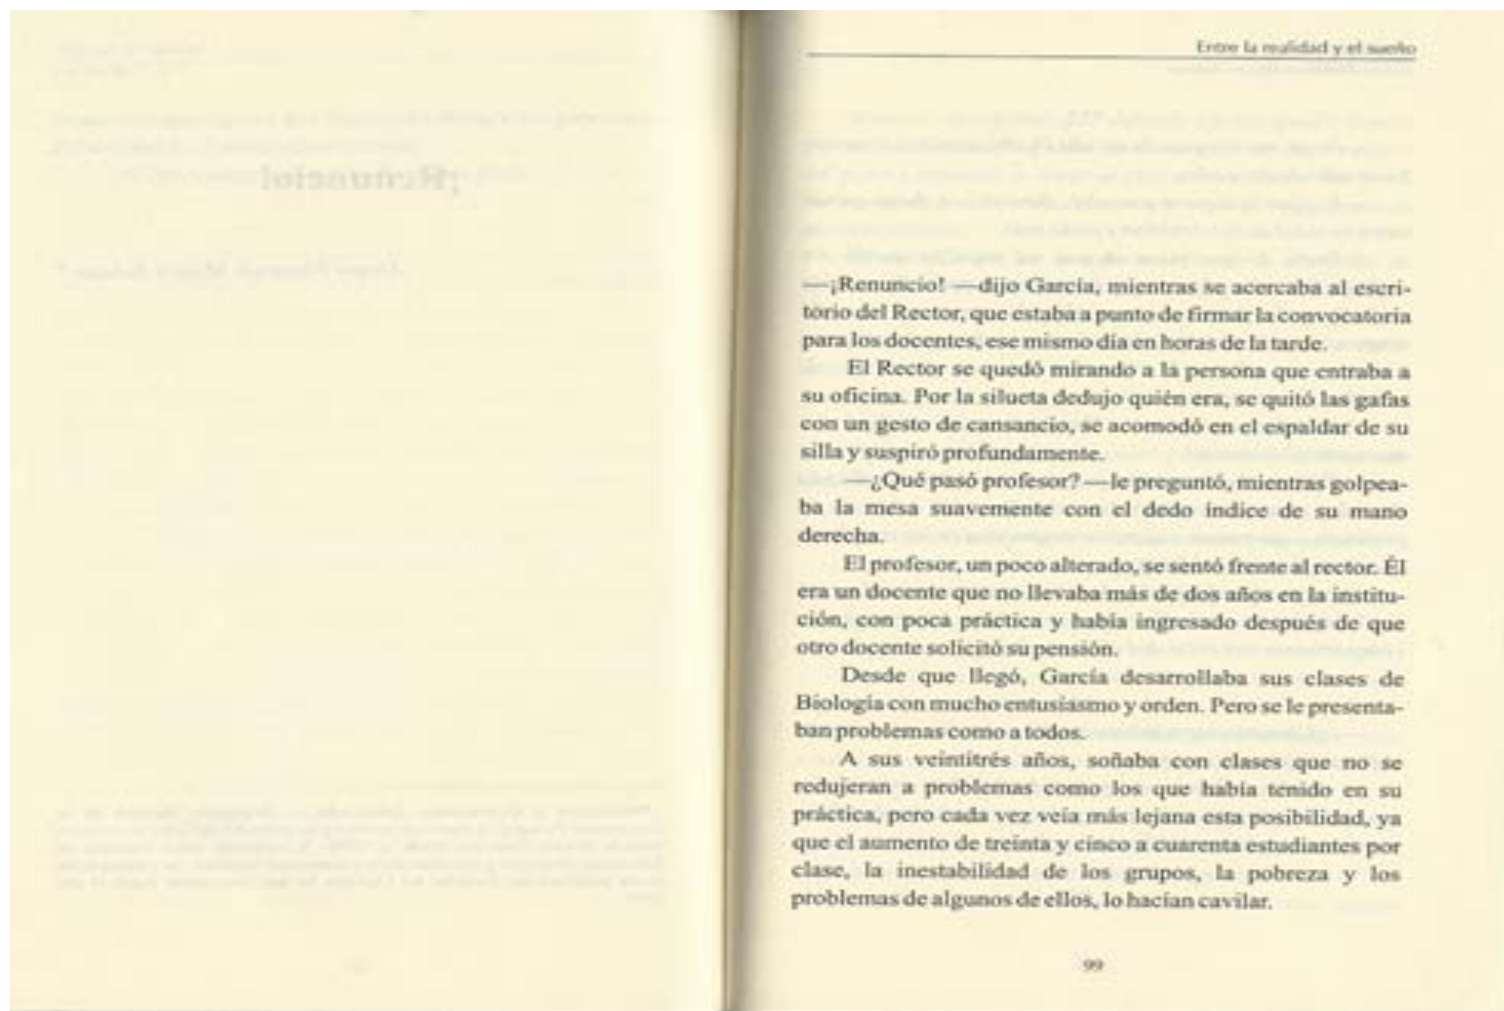 Entre la realidad y el sueño
¡Renuncio!
—¡Renuncio! —dijo García, mientras se acercaba al escri-
torio del Rector, que estaba a punto de firmar la convocatoria
para los docentes, ese mismo día en horas de la tarde.
El Rector se quedó mirando a la persona que entraba a
su oficina. Por la silueta dedujo quién era, se quitó las gafas
con un gesto de cansancio, se acomodó en el espaldar de su
silla y suspiró profundamente.
—¿Qué pasó profesor? —le preguntó, mientras golpea-
ba la mesa suavemente con el dedo índice de su mano
derecha.
El profesor, un poco alterado, se sentó frente al rector. Él
era un docente que no llevaba más de dos años en la institu-
ción, con poca práctica y había ingresado después de que
otro docente solicitó su pensión.
Desde que llegó, García desarrollaba sus clases de
Biología con mucho entusiasmo y orden. Pero se le presenta-
ban problemas como a todos.
A sus veintitrés años, soñaba con clases que no se
redujeran a problemas como los que había tenido en su
práctica, pero cada vez veía más lejana esta posibilidad, ya
que el aumento de treinta y cinco a cuarenta estudiantes por
clase, la inestabilidad de los grupos, la pobreza y los
problemas de algunos de ellos, lo hacían cavilar.
99